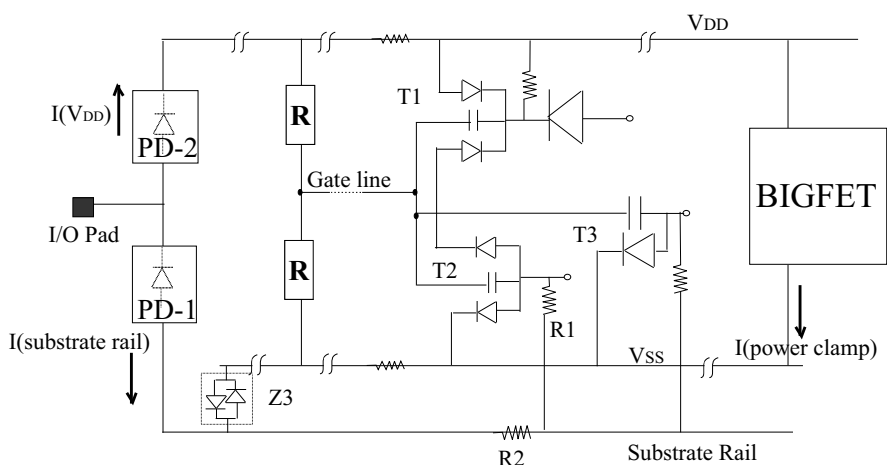 VDD
I(VDD)
PD-2
R
T1
Gate line
BIGFET
I/O Pad
T3
T2
R
PD-1
R1
I(substrate rail)
VSS
I(power clamp)
Z3
R2
Substrate Rail